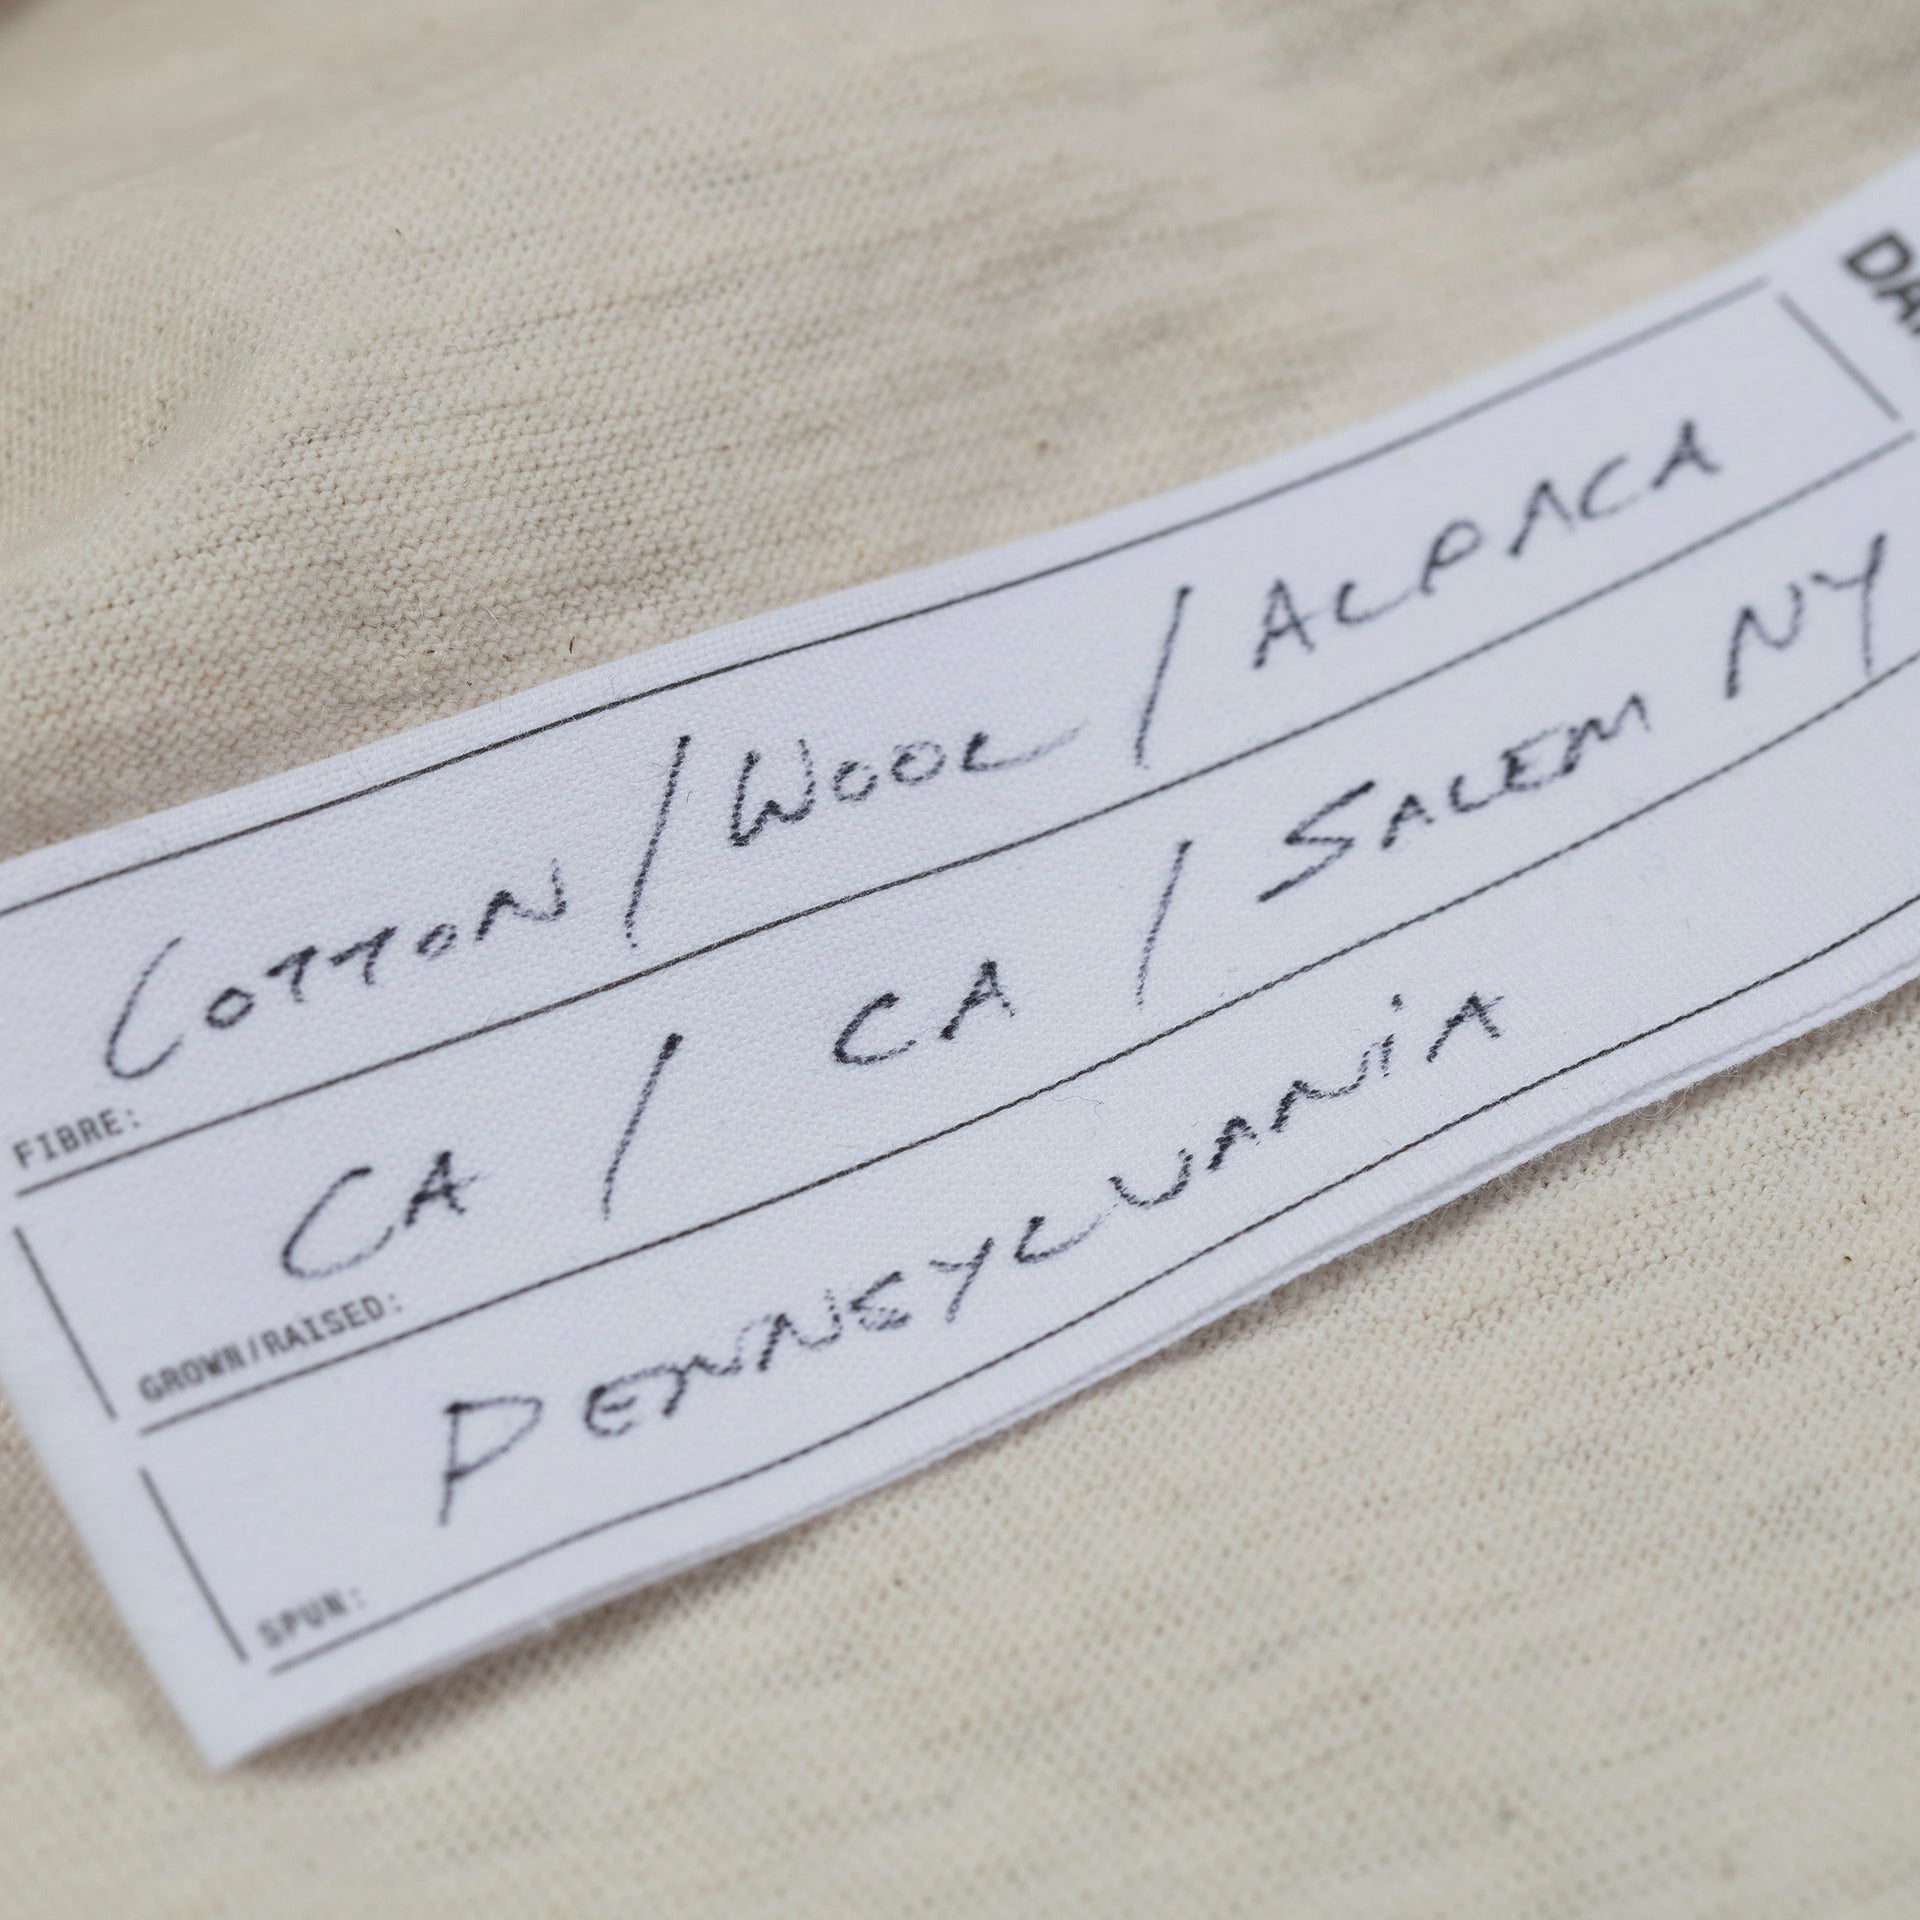 COTTON / WOOL / ALPACA
FIBRE:
CA / CA / SALEM NY
GROWN/RAISED:
PENNSYLVANIA
SPUN: